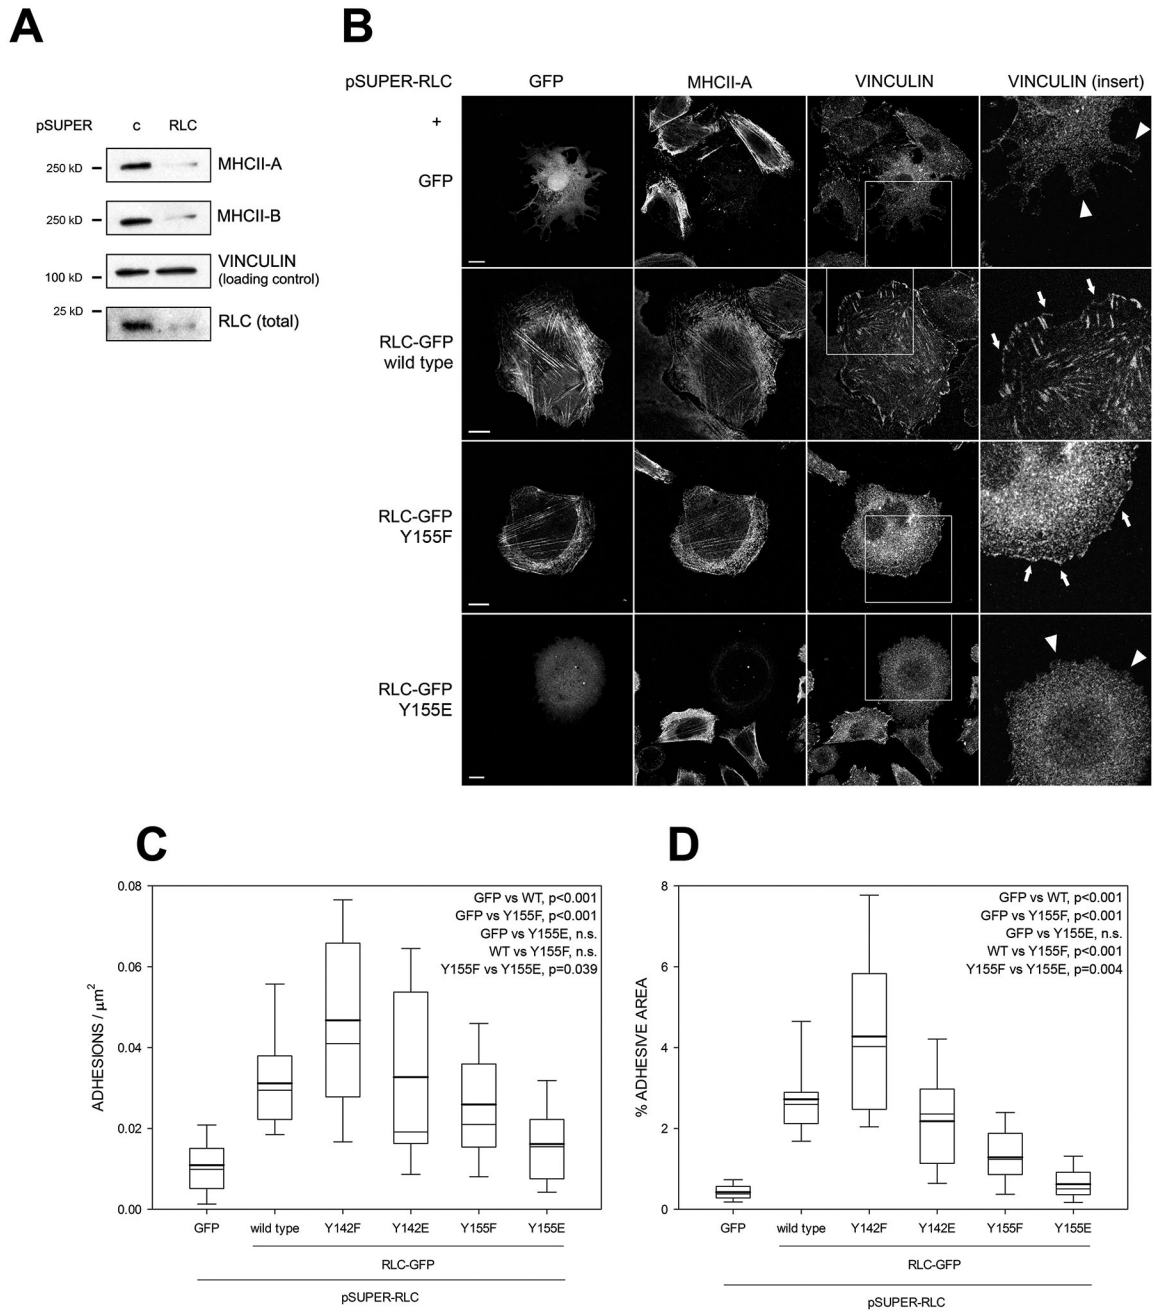 A
pSUPER
c
RLC
250 kD
MHCII-A
250 kD
MHCII-B
100 kD
VINCULIN
(loading control)
25 kD
RLC (total)
B
pSUPER-RLC
GFP
MHCII-A
VINCULIN
VINCULIN (insert)
+
GFP
RLC-GFP
wild type
RLC-GFP
Y155F
RLC-GFP
Y155E
C
ADHESIONS / μm²
0.08
0.06
0.04
0.02
0.00
GFP vs WT, p<0.001
GFP vs Y155F, p<0.001
GFP vs Y155E, n.s.
WT vs Y155F, n.s.
Y155F vs Y155E, p=0.039
GFP
wild type
Y142F
Y142E
Y155F
Y155E
RLC-GFP
pSUPER-RLC
D
% ADHESIVE AREA
8
6
4
2
0
GFP vs WT, p<0.001
GFP vs Y155F, p<0.001
GFP vs Y155E, n.s.
WT vs Y155F, p<0.001
Y155F vs Y155E, p=0.004
GFP
wild type
Y142F
Y142E
Y155F
Y155E
RLC-GFP
pSUPER-RLC